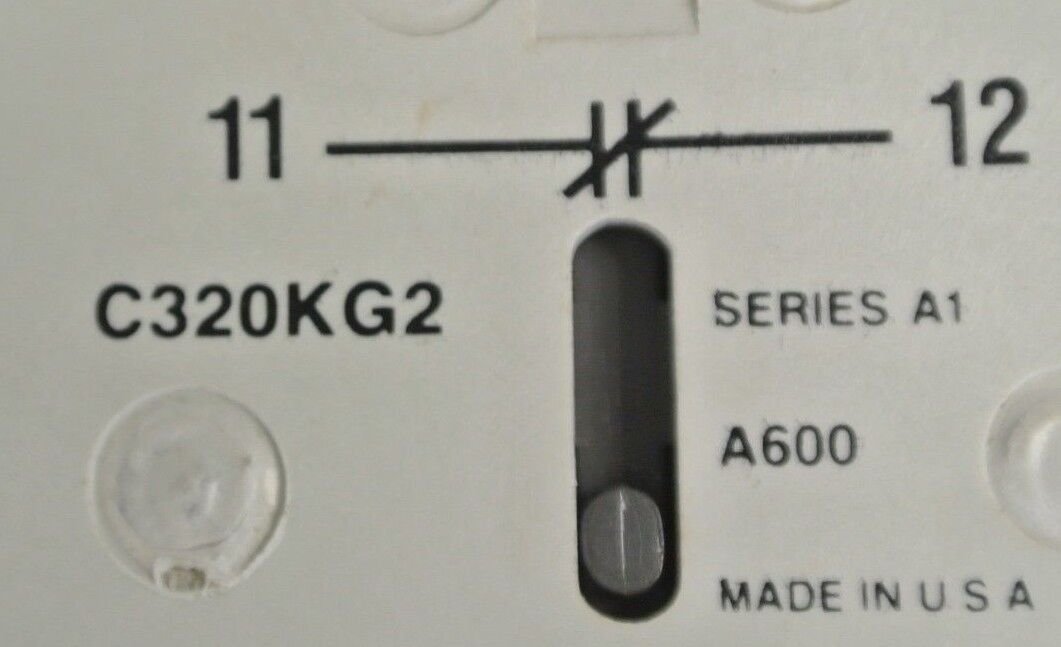 11 12
C320KG2 SERIES A1
A600
MADE IN U S A